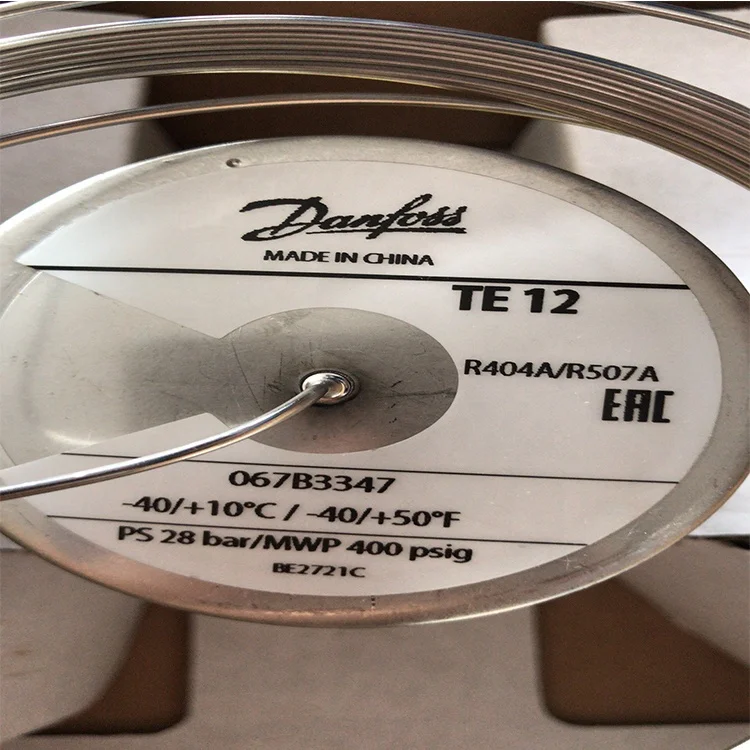 Danfoss
MADE IN CHINA
TE 12
R404A/R507A
EAC
067B3347
-40/+10°C / -40/+50°F
PS 28 bar/MWP 400 psig
BE2721C